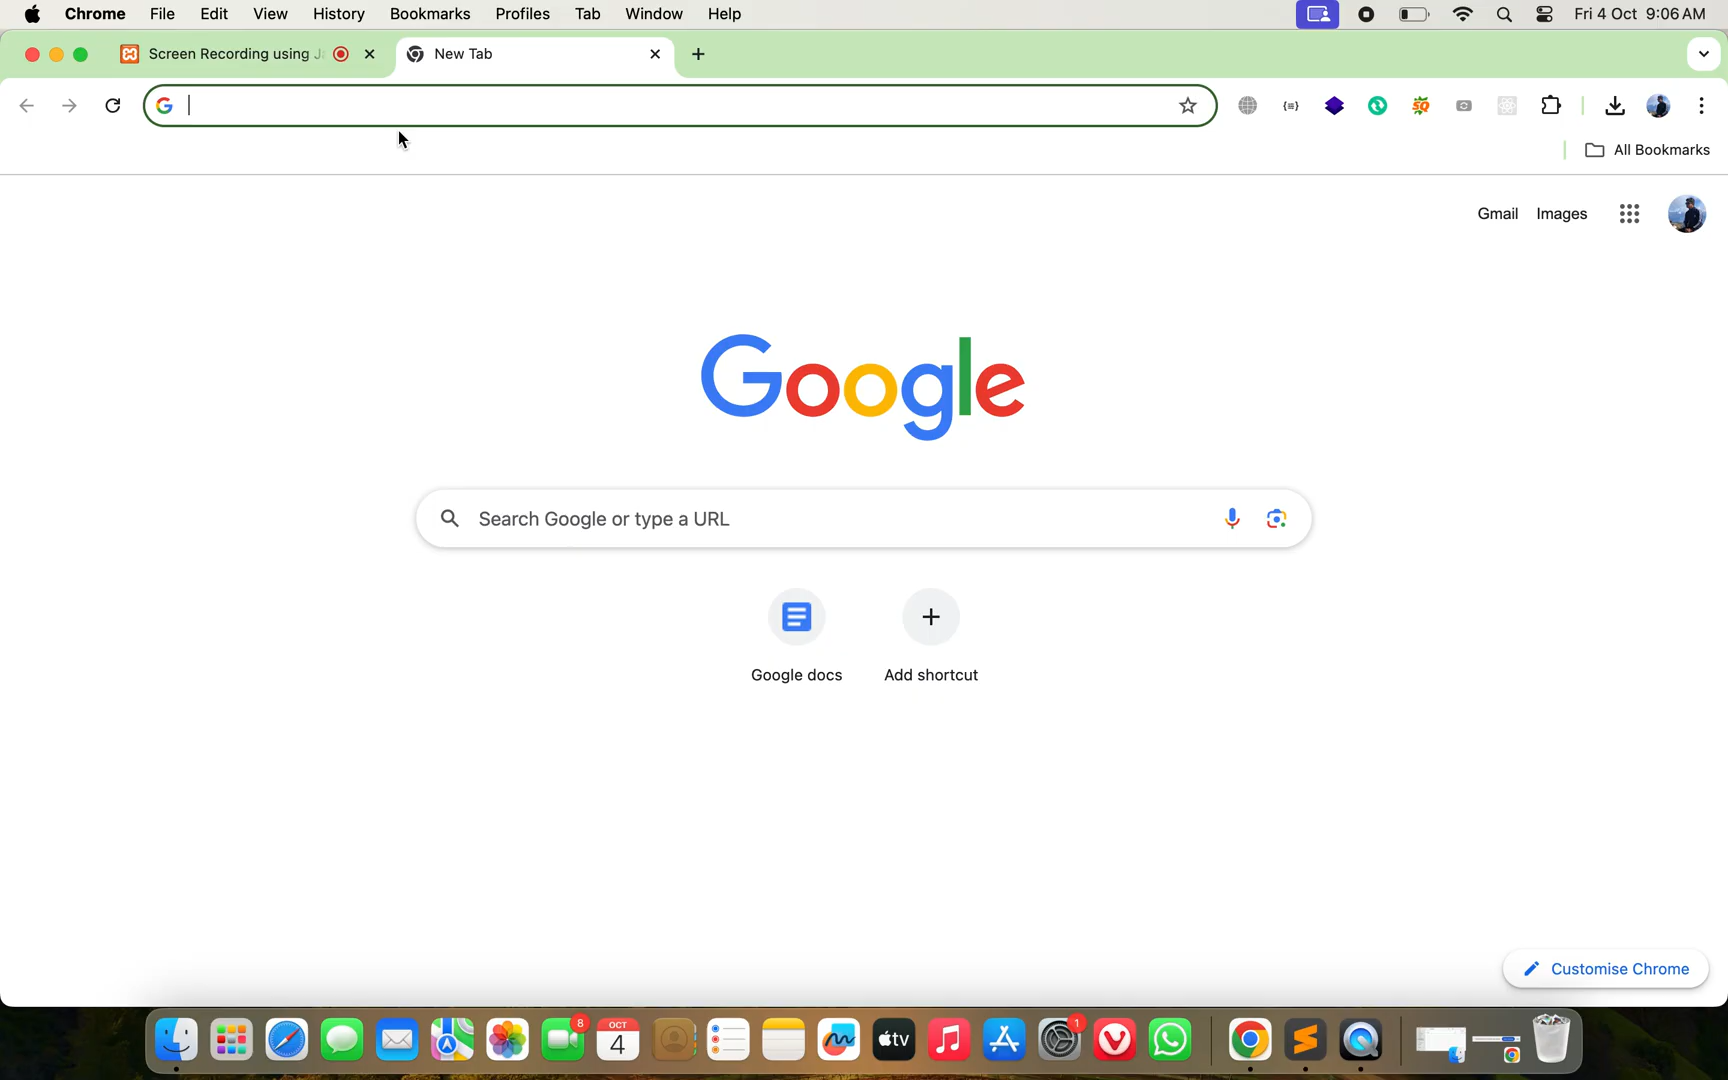 Chrome File Edit View History Bookmarks Profiles Tab Window Help Fri 4 Oct 9:06 AM
Screen Recording using J New Tab
All Bookmarks
Gmail Images
Google
Search Google or type a URL
Google docs Add shortcut
Customise Chrome
8 OCT 4 tv 1